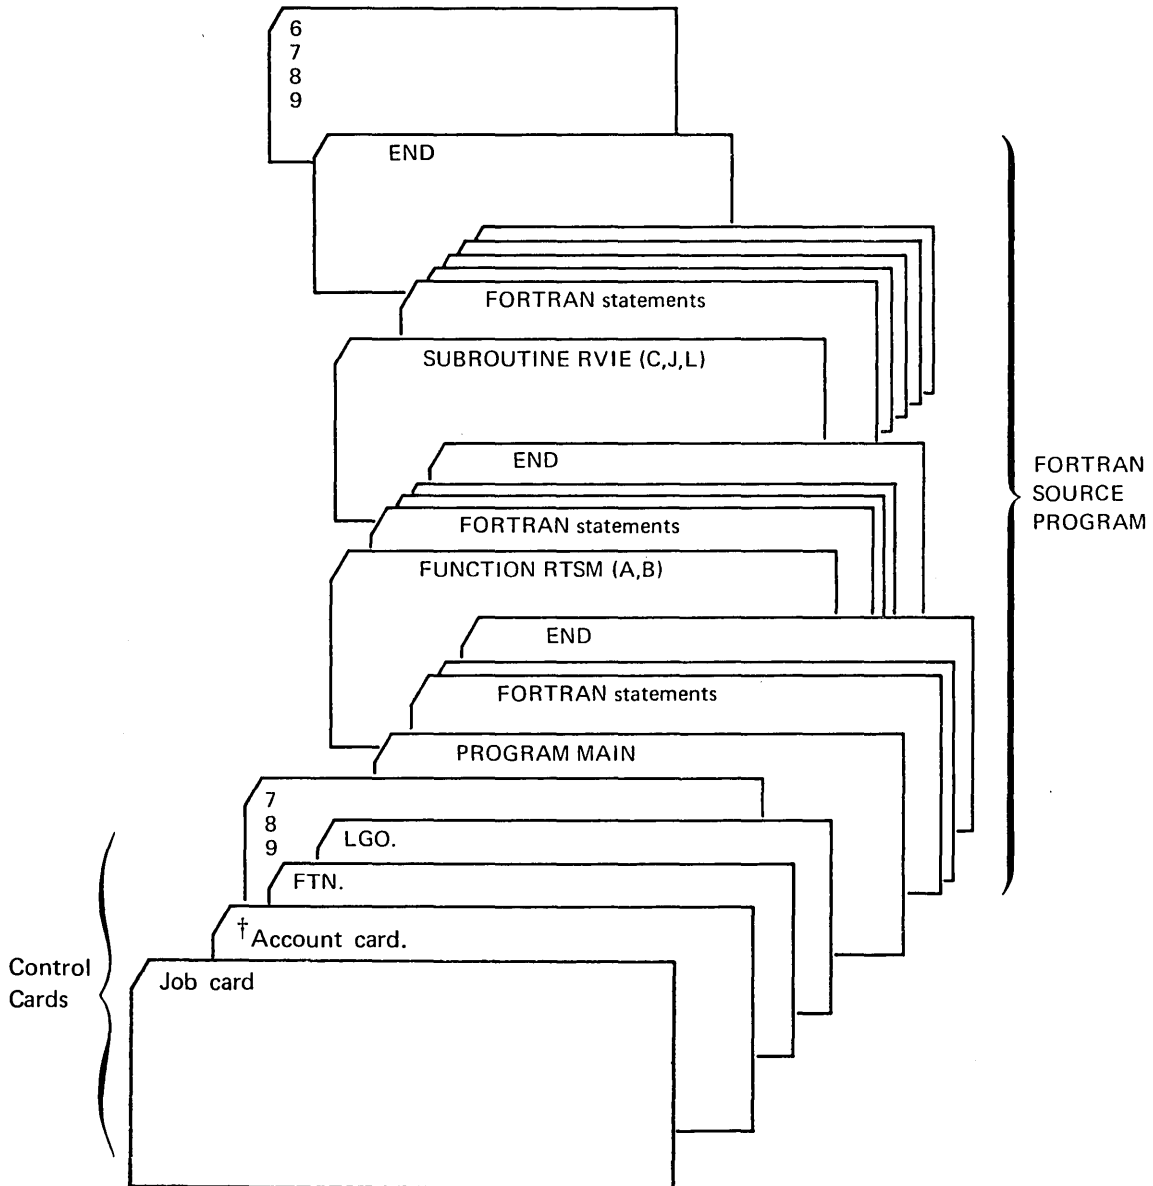 6
7
8
9
END
FORTRAN statements
SUBROUTINE RVIE (C,J,L)
END
FORTRAN statements
FUNCTION RTSM (A,B)
END
FORTRAN statements
PROGRAM MAIN
7
8
9
LGO.
FTN.
†Account card.
Job card
Control
Cards
FORTRAN
SOURCE
PROGRAM